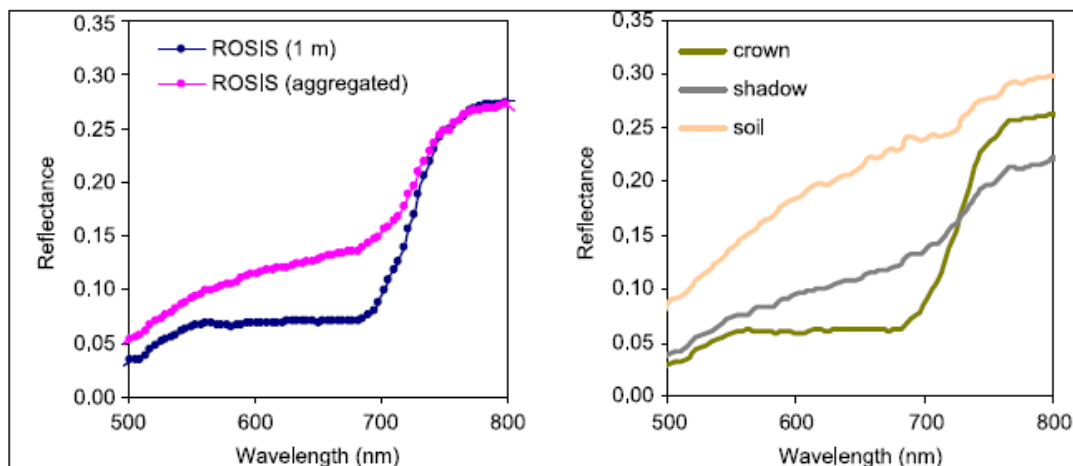 0.35
0.30
0.25
0.20
0.15
0.10
0.05
0.00
Reflectance
ROSIS (1 m)
ROSIS (aggregated)
500
600
700
800
Wavelength (nm)
0.35
0.30
0.25
0.20
0.15
0.10
0.05
0.00
Reflectance
crown
shadow
soil
500
600
700
800
Wavelength (nm)